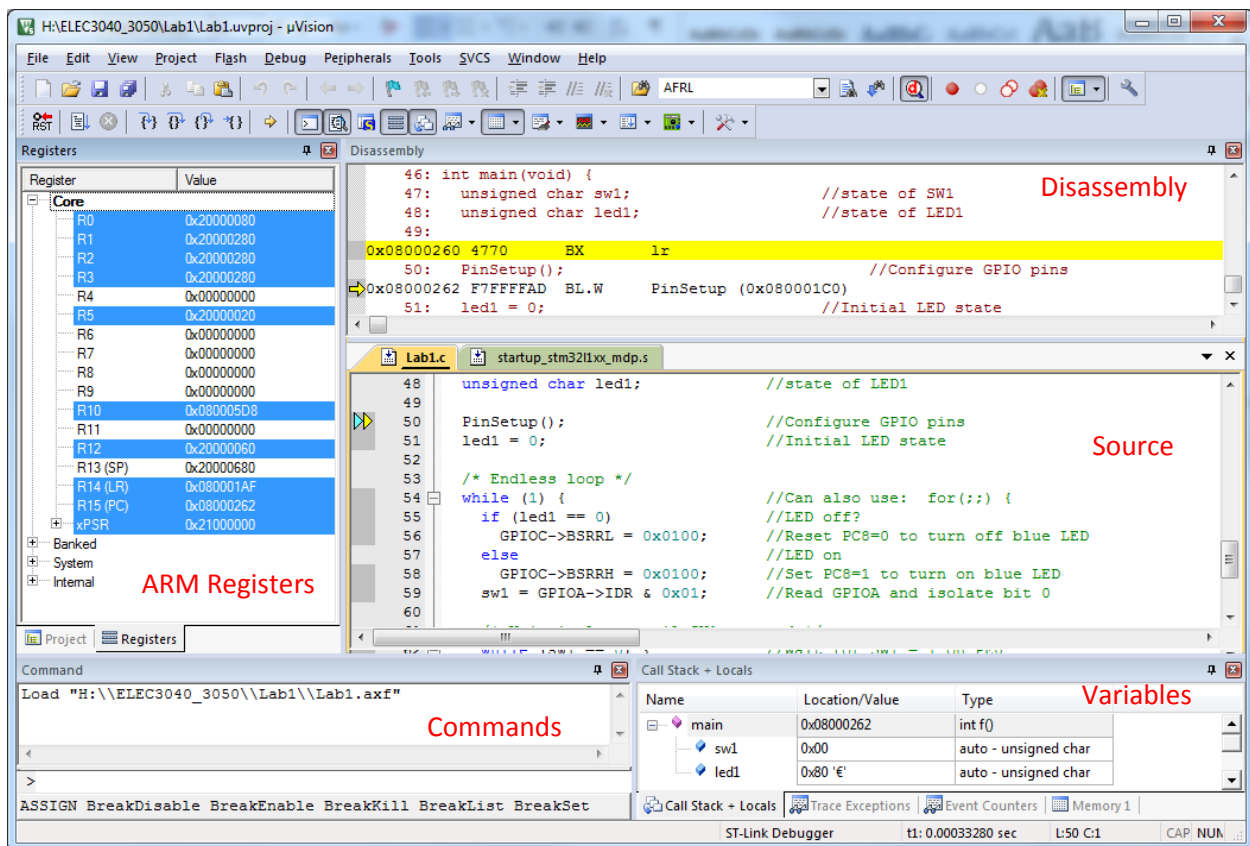 H:\ELEC3040_3050\Lab1\Lab1.uvproj - µVision
File Edit View Project Flash Debug Peripherals Tools SVCS Window Help
AFRL
RST
Registers
Register Value
Core
R0 0x20000080
R1 0x20000280
R2 0x20000280
R3 0x20000280
R4 0x00000000
R5 0x20000020
R6 0x00000000
R7 0x00000000
R8 0x00000000
R9 0x00000000
R10 0x080005D8
R11 0x00000000
R12 0x20000060
R13 (SP) 0x20000680
R14 (LR) 0x080001AF
R15 (PC) 0x08000262
xPSR 0x21000000
Banked
System
Internal
ARM Registers
Project Registers
Disassembly
46: int main(void) {
47: unsigned char sw1; //state of SW1
48: unsigned char led1; //state of LED1
49:
0x08000260 4770 BX lr
50: PinSetup(); //Configure GPIO pins
0x08000262 F7FFFFAD BL.W PinSetup (0x080001C0)
51: led1 = 0; //Initial LED state
Disassembly
Lab1.c startup_stm32l1xx_mdp.s
48 unsigned char led1; //state of LED1
49
50 PinSetup(); //Configure GPIO pins
51 led1 = 0; //Initial LED state
52
53 /* Endless loop */
54 while (1) { //Can also use: for(;;) {
55 if (led1 == 0) //LED off?
56 GPIOC->BSRRL = 0x0100; //Reset PC8=0 to turn off blue LED
57 else //LED on
58 GPIOC->BSRRH = 0x0100; //Set PC8=1 to turn on blue LED
59 sw1 = GPIOA->IDR & 0x01; //Read GPIOA and isolate bit 0
60
Source
Command
Load "H:\\ELEC3040_3050\\Lab1\\Lab1.axf"
Commands
>
ASSIGN BreakDisable BreakEnable BreakKill BreakList BreakSet
Call Stack + Locals
Name Location/Value Type
main 0x08000262 int f()
sw1 0x00 auto - unsigned char
led1 0x80 '€' auto - unsigned char
Variables
Call Stack + Locals Trace Exceptions Event Counters Memory 1
ST-Link Debugger t1: 0.00033280 sec L:50 C:1 CAP NUM